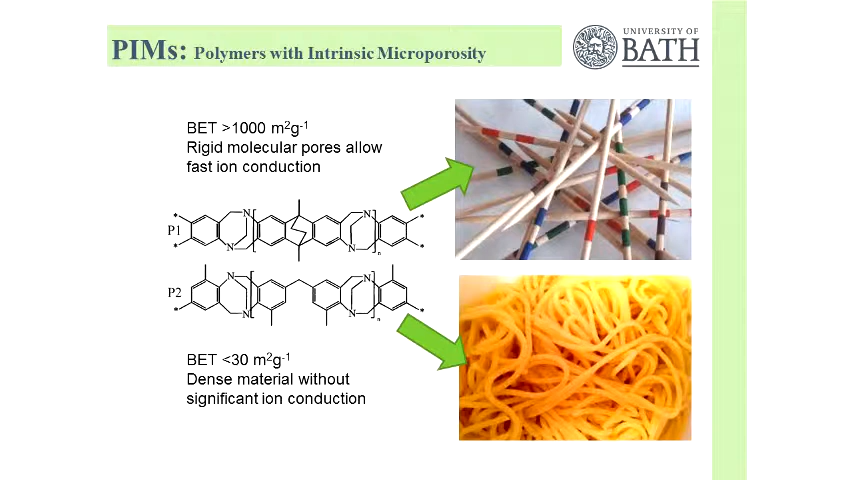 PIMs: Polymers with Intrinsic Microporosity
UNIVERSITY OF
BATH
BET >1000 m2g-1
Rigid molecular pores allow
fast ion conduction
P1
* * N N N N n * *
P2
* N N N N n *
BET <30 m2g-1
Dense material without
significant ion conduction